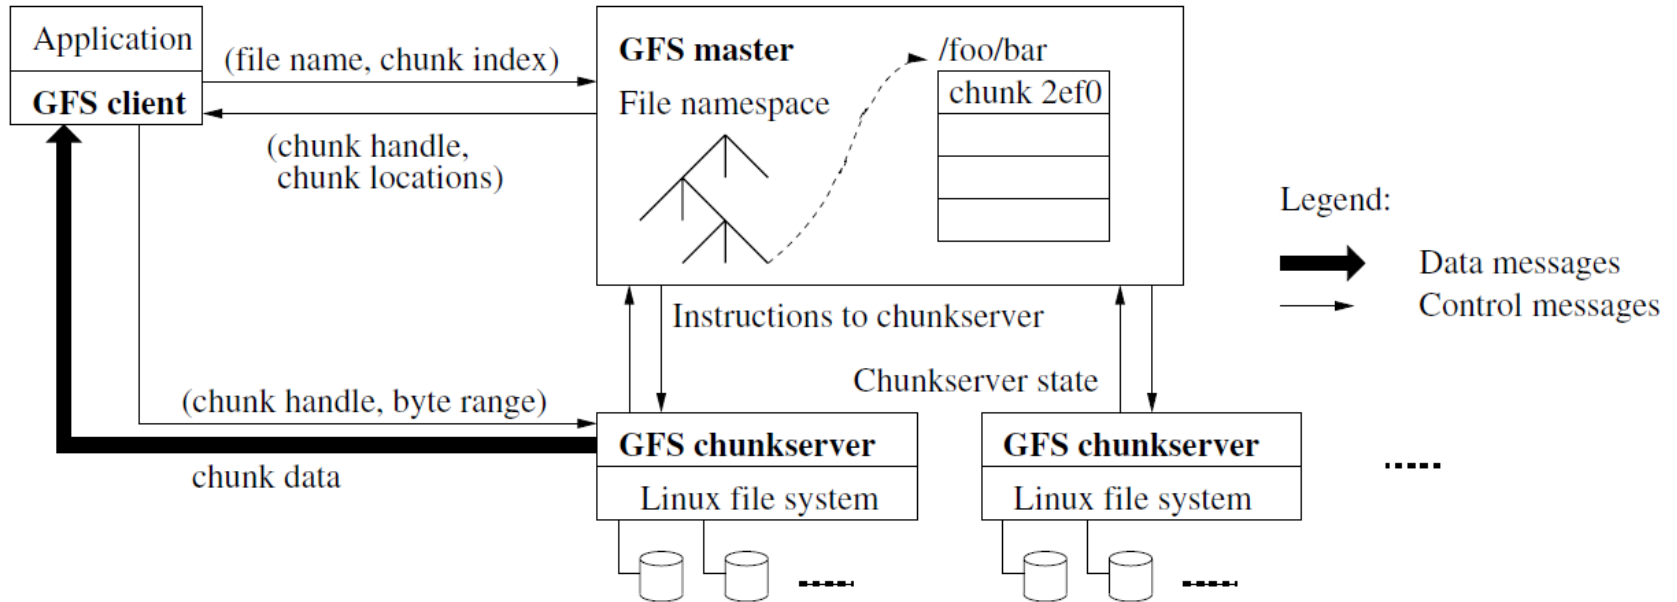 Application
GFS client
(file name, chunk index)
(chunk handle,
chunk locations)
GFS master
File namespace
/foo/bar
chunk 2ef0
Legend:
Data messages
Control messages
Instructions to chunkserver
Chunkserver state
(chunk handle, byte range)
chunk data
GFS chunkserver
Linux file system
GFS chunkserver
Linux file system